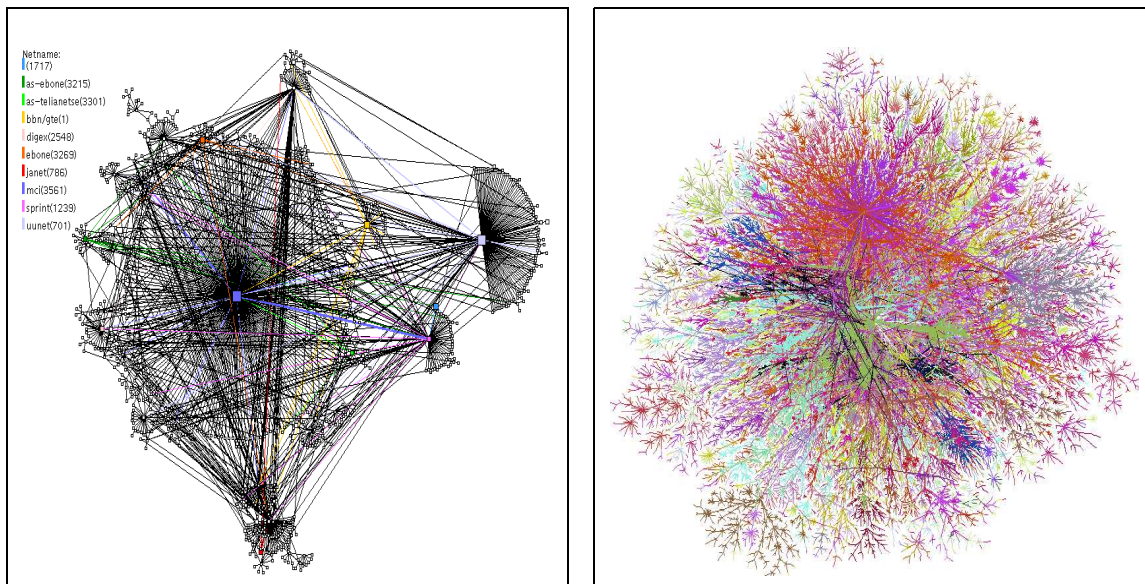 Netname:
(1717)
as-ebone(3215)
as-telianetse(3301)
bbn/gte(1)
digex(2548)
ebone(3269)
janet(786)
mci(3561)
sprint(1239)
uunet(701)